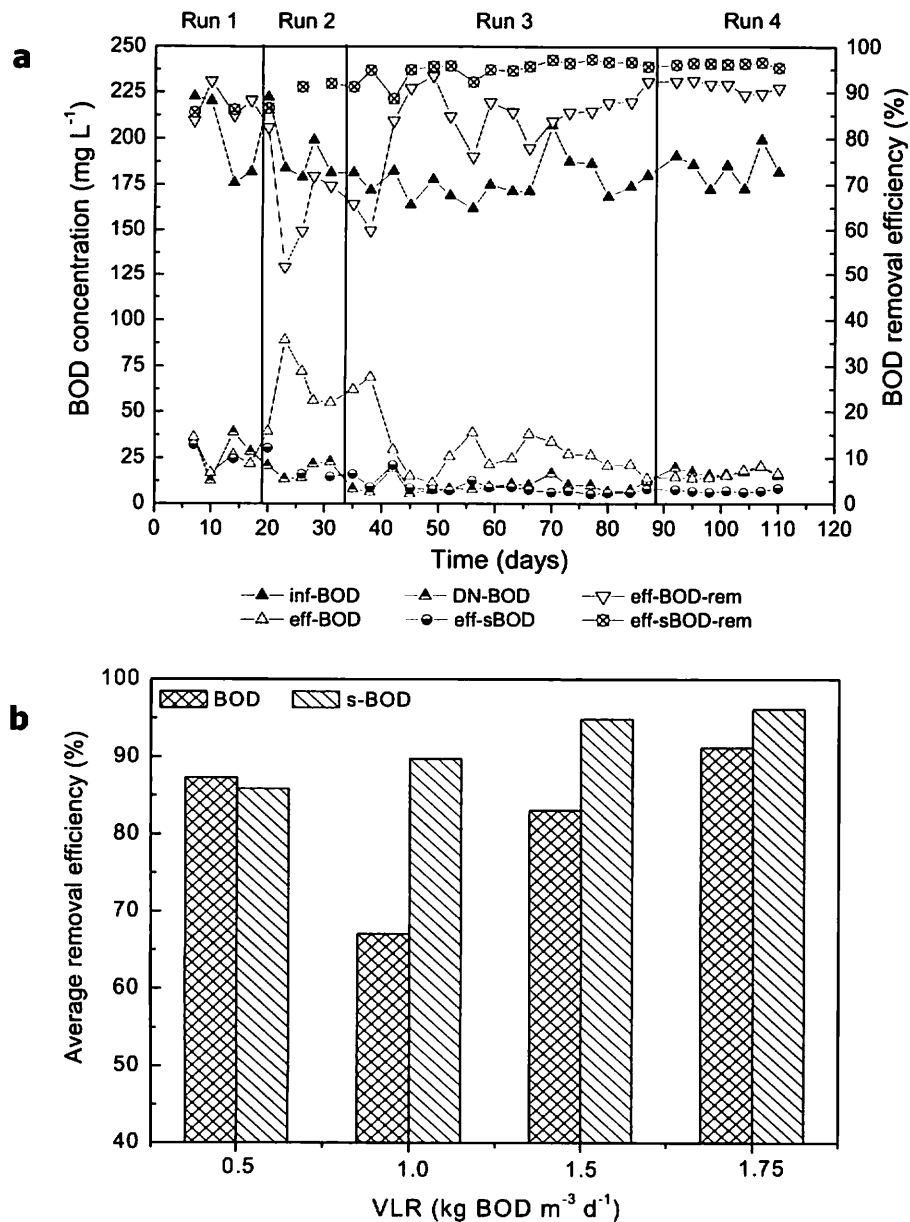 Run 1 Run 2 Run 3 Run 4
a
BOD concentration (mg L⁻¹)
250
225
200
175
150
125
100
75
50
25
0
100
90
80
70
60
50
40
30
20
10
0
BOD removal efficiency (%)
0 10 20 30 40 50 60 70 80 90 100 110 120
Time (days)
inf-BOD DN-BOD eff-BOD-rem
eff-BOD eff-sBOD eff-sBOD-rem
b
Average removal efficiency (%)
100
90
80
70
60
50
40
BOD s-BOD
0.5 1.0 1.5 1.75
VLR (kg BOD m⁻³ d⁻¹)